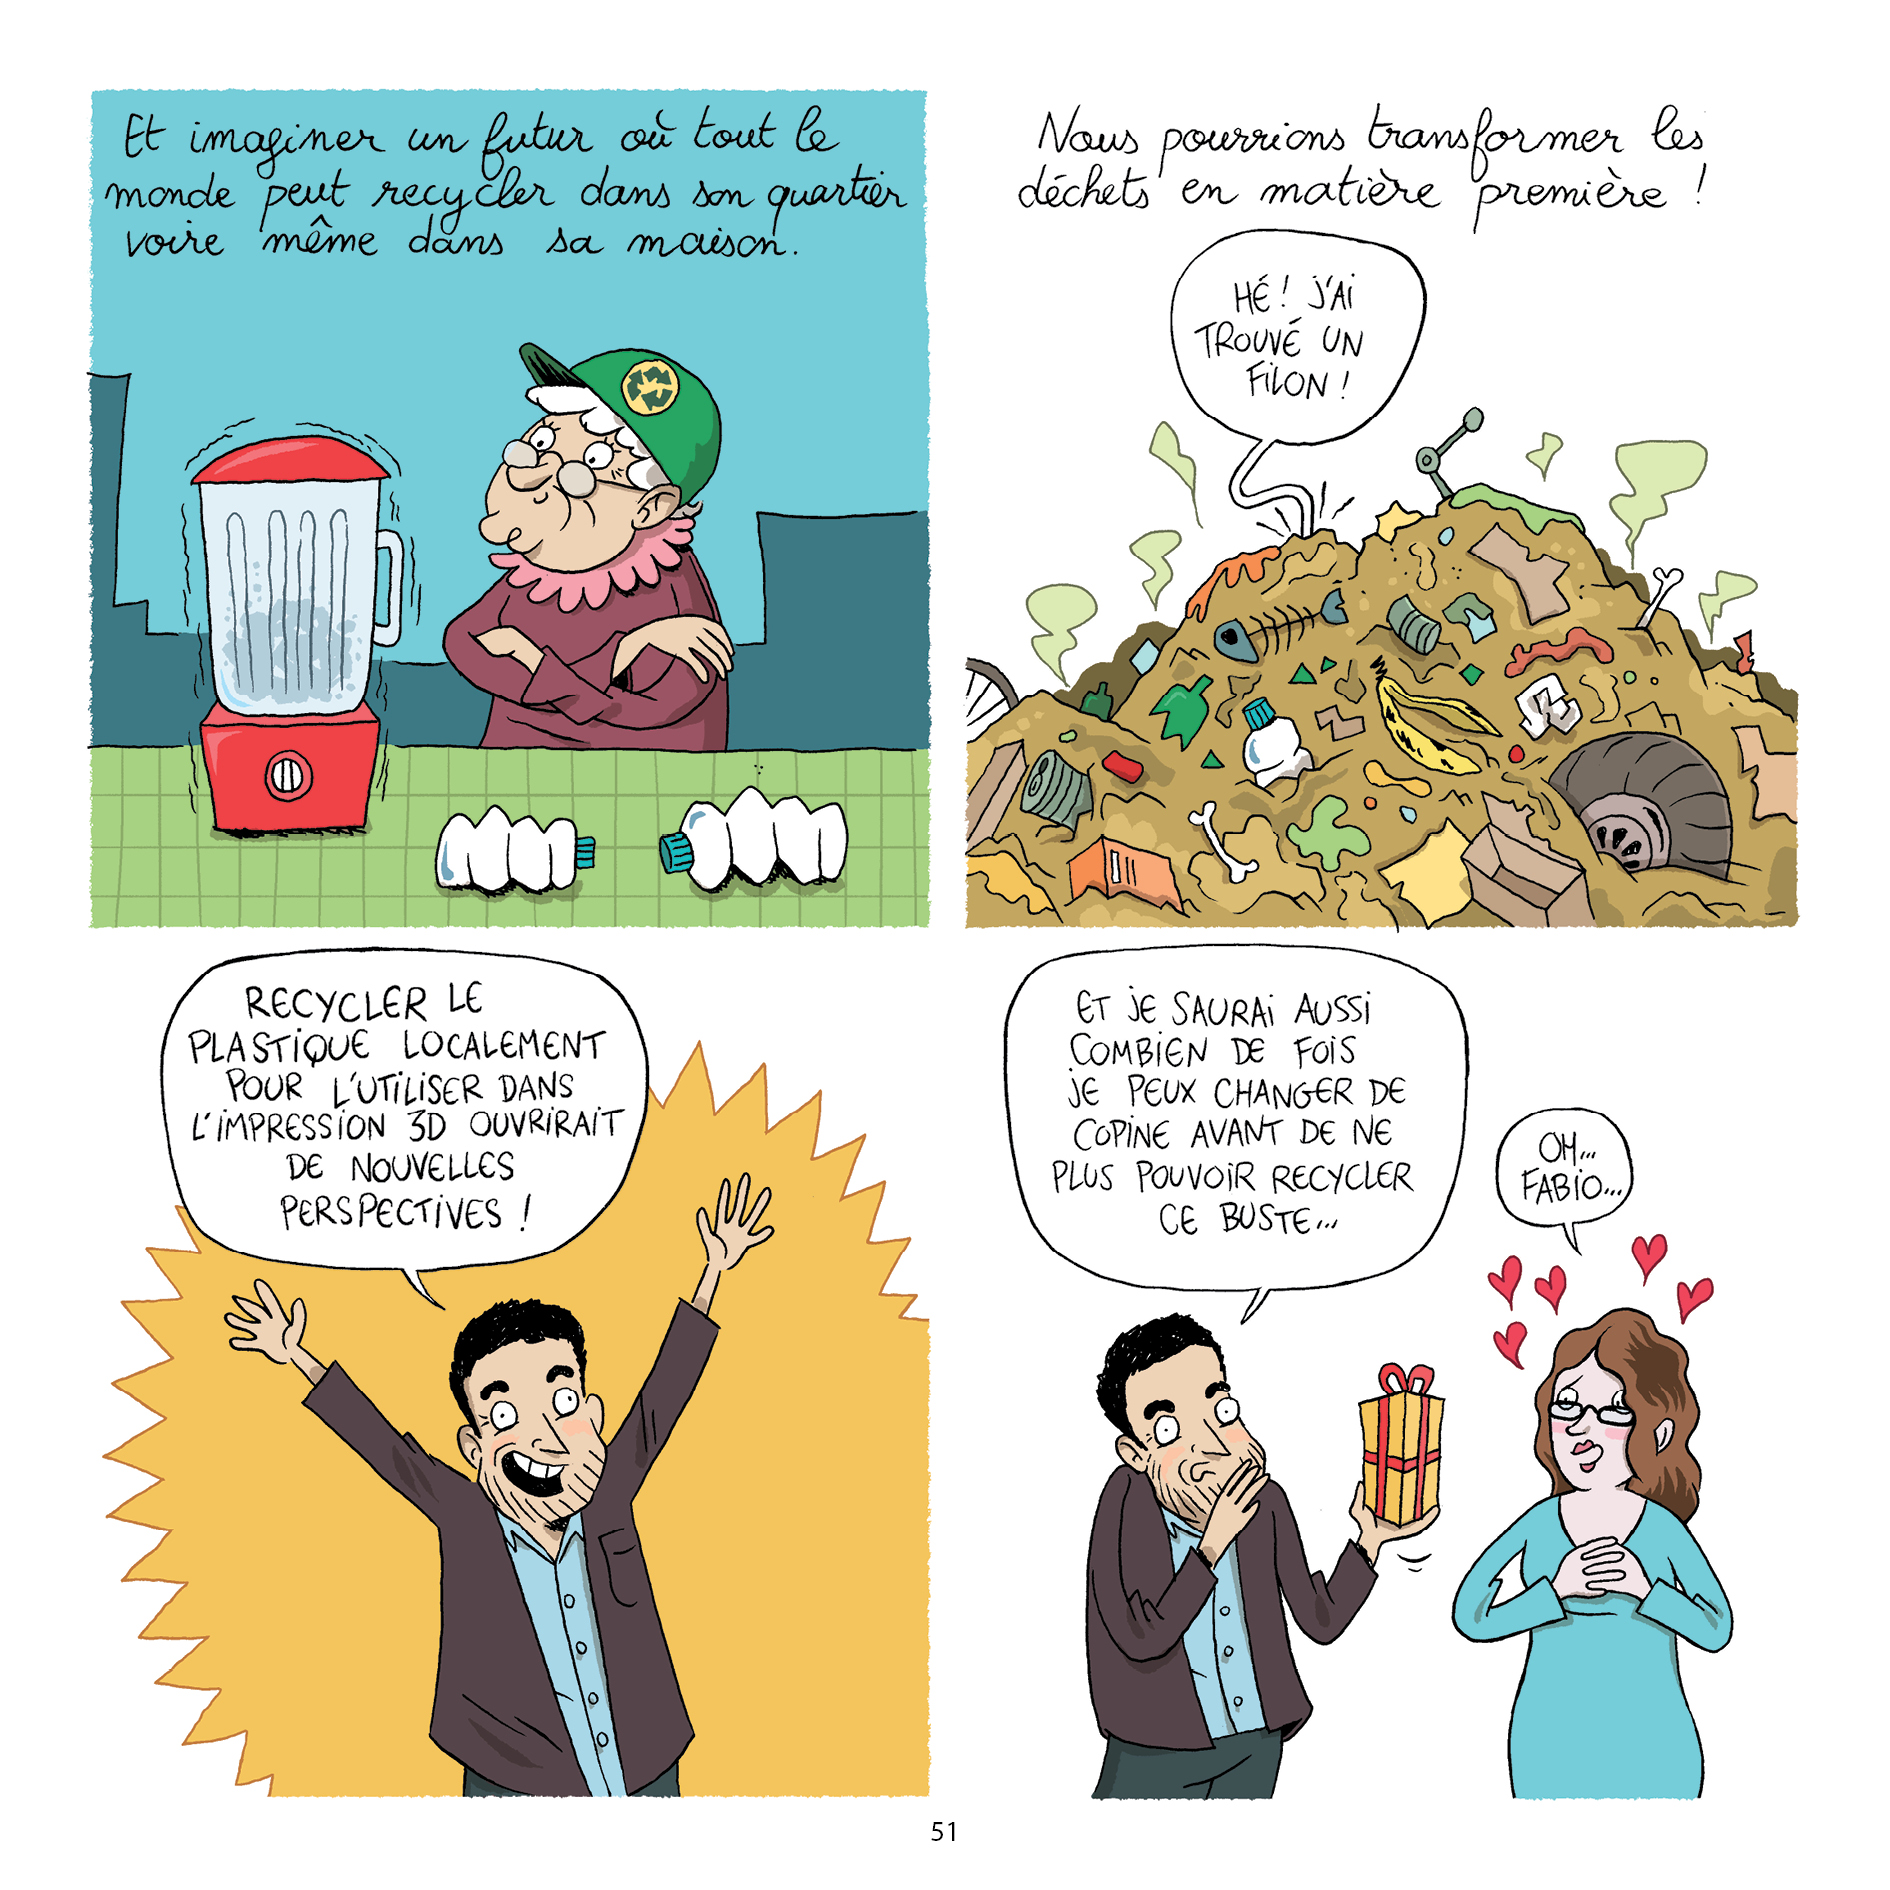 Et imaginer un futur où tout le
monde peut recycler dans son quartier
voire même dans sa maison.
Nous pourrions transformer les
déchets en matière première !
HÉ ! J'AI
TROUVÉ UN
FILON !
RECYCLER LE
PLASTIQUE LOCALEMENT
POUR L'UTILISER DANS
L'IMPRESSION 3D OUVRIRAIT
DE NOUVELLES
PERSPECTIVES !
ET JE SAURAI AUSSI
COMBIEN DE FOIS
JE PEUX CHANGER DE
COPINE AVANT DE NE
PLUS POUVOIR RECYCLER
CE BUSTE...
OH...
FABIO...
51